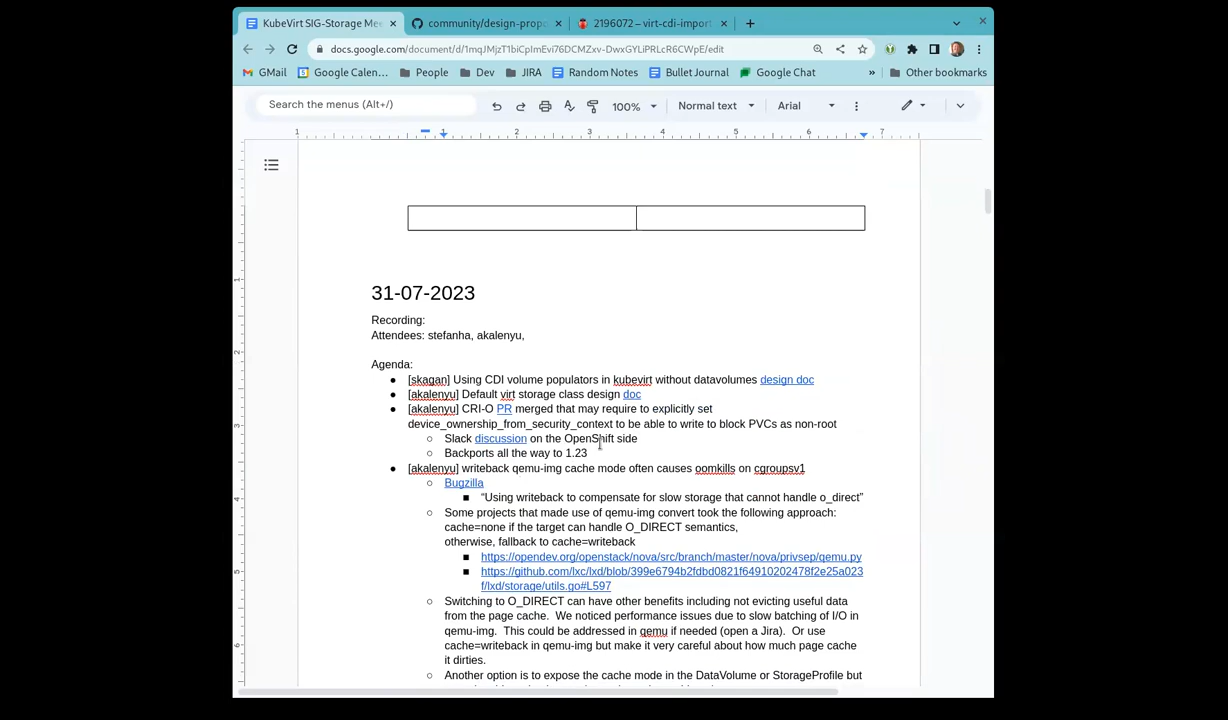 KubeVirt SIG-Storage Mee
community/design-propo
2196072 – virt-cdi-import
docs.google.com/document/d/1mqJMjzT1biCpImEvi76DCMZxv-DwxGYLiPRLcR6CWpE/edit
GMail
Google Calen...
People
Dev
JIRA
Random Notes
Bullet Journal
Google Chat
»
Other bookmarks
Search the menus (Alt+/)
100%
Normal text
Arial
1 1 2 3 4 5 6 7
31-07-2023
Recording:
Attendees: stefanha, akalenyu,
Agenda:
● [skagan] Using CDI volume populators in kubevirt without datavolumes design doc
● [akalenyu] Default virt storage class design doc
● [akalenyu] CRI-O PR merged that may require to explicitly set
device_ownership_from_security_context to be able to write to block PVCs as non-root
○ Slack discussion on the OpenShift side
○ Backports all the way to 1.23
● [akalenyu] writeback qemu-img cache mode often causes oomkills on cgroupsv1
○ Bugzilla
■ “Using writeback to compensate for slow storage that cannot handle o_direct”
○ Some projects that made use of qemu-img convert took the following approach:
cache=none if the target can handle O_DIRECT semantics,
otherwise, fallback to cache=writeback
■ https://opendev.org/openstack/nova/src/branch/master/nova/privsep/qemu.py
■ https://github.com/lxc/lxd/blob/399e6794b2fdbd0821f64910202478f2e25a023
f/lxd/storage/utils.go#L597
○ Switching to O_DIRECT can have other benefits including not evicting useful data
from the page cache. We noticed performance issues due to slow batching of I/O in
qemu-img. This could be addressed in qemu if needed (open a Jira). Or use
cache=writeback in qemu-img but make it very careful about how much page cache
it dirties.
○ Another option is to expose the cache mode in the DataVolume or StorageProfile but